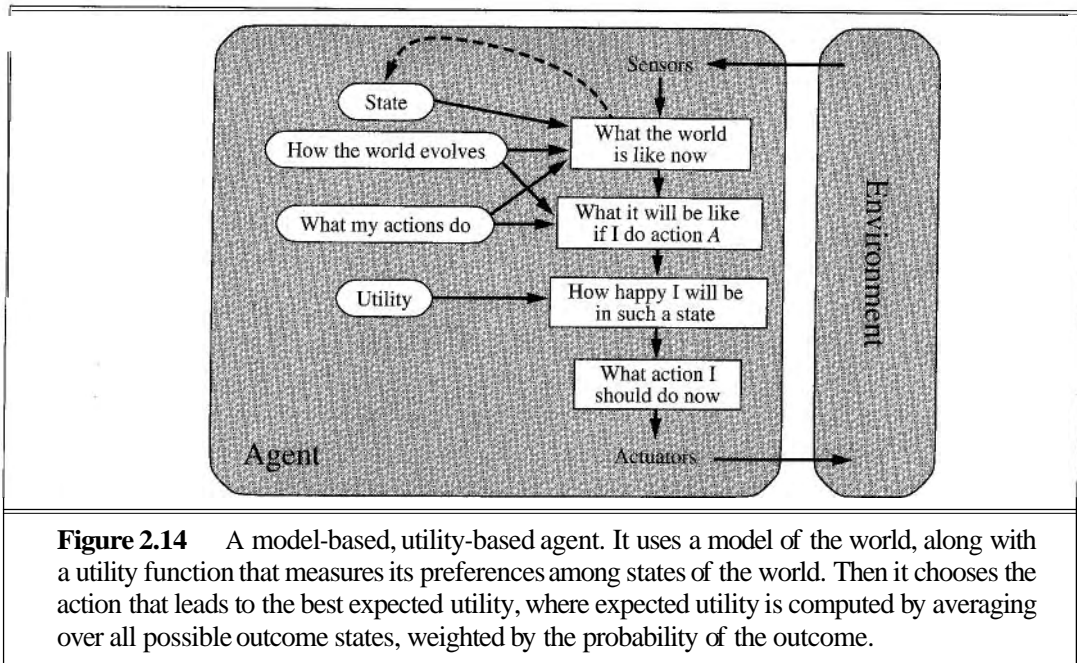 Sensors
State
What the world
is like now
How the world evolves
What my actions do
What it will be like
if I do action A
Utility
How happy I will be
in such a state
What action I
should do now
Agent
Actuators
Environment
Figure 2.14 A model-based, utility-based agent. It uses a model of the world, along with
a utility function that measures its preferences among states of the world. Then it chooses the
action that leads to the best expected utility, where expected utility is computed by averaging
over all possible outcome states, weighted by the probability of the outcome.